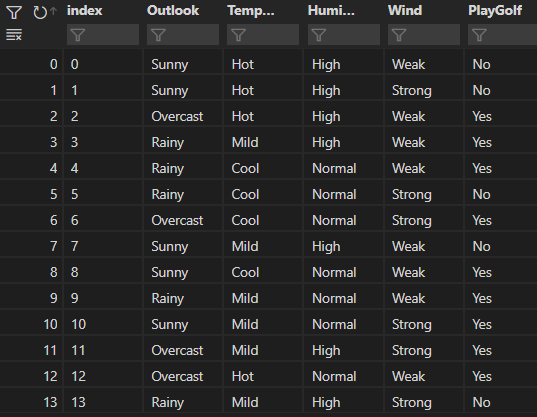 index Outlook Temp... Humi... Wind PlayGolf
0 0 Sunny Hot High Weak No
1 1 Sunny Hot High Strong No
2 2 Overcast Hot High Weak Yes
3 3 Rainy Mild High Weak Yes
4 4 Rainy Cool Normal Weak Yes
5 5 Rainy Cool Normal Strong No
6 6 Overcast Cool Normal Strong Yes
7 7 Sunny Mild High Weak No
8 8 Sunny Cool Normal Weak Yes
9 9 Rainy Mild Normal Weak Yes
10 10 Sunny Mild Normal Strong Yes
11 11 Overcast Mild High Strong Yes
12 12 Overcast Hot Normal Weak Yes
13 13 Rainy Mild High Strong No